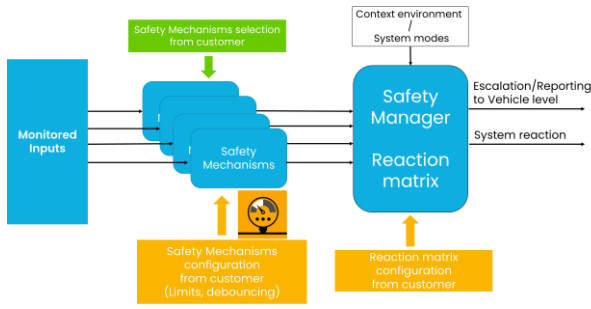 Safety Mechanisms selection
from customer
Context environment
/
System modes
Monitored
Inputs
Safety
Mechanisms
Safety
Manager
Reaction
matrix
Escalation/Reporting
to Vehicle level
System reaction
Safety Mechanisms
configuration
from customer
(Limits, debouncing)
Reaction matrix
configuration
from customer